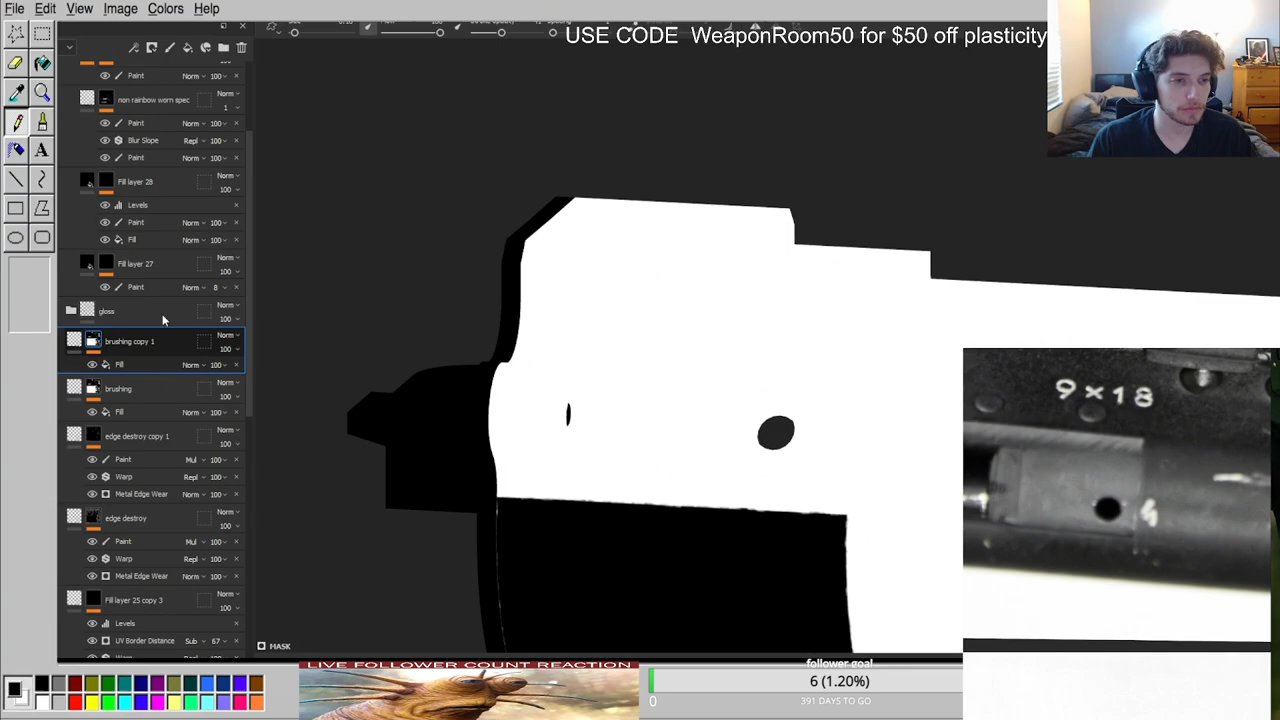 File Edit View Image Colors Help
USE CODE WeaponRoom50 for $50 off plasticity
Paint Norm 100
non rainbow worn spec Norm 1
Paint Norm 100
Blur Slope Repl 100
Paint Norm 100
Fill layer 28 Norm 100
Levels
Paint Norm 100
Fill Norm 100
Fill layer 27 Norm 100
Paint Norm 8
gloss Norm 100
brushing copy 1 Norm 100
Fill Norm 100
brushing Norm 100
Fill Norm 100
edge destroy copy 1 Norm 100
Paint Mul 100
Warp Repl 100
Metal Edge Wear Norm 100
edge destroy Norm 100
Paint Mul 100
Warp Repl 100
Metal Edge Wear Norm 100
Fill layer 25 copy 3 Norm 100
Levels
UV Border Distance Sub 67
MASK
9×18
LIVE FOLLOWER COUNT REACTION
follower goal
6 (1.20%)
0
391 DAYS TO GO